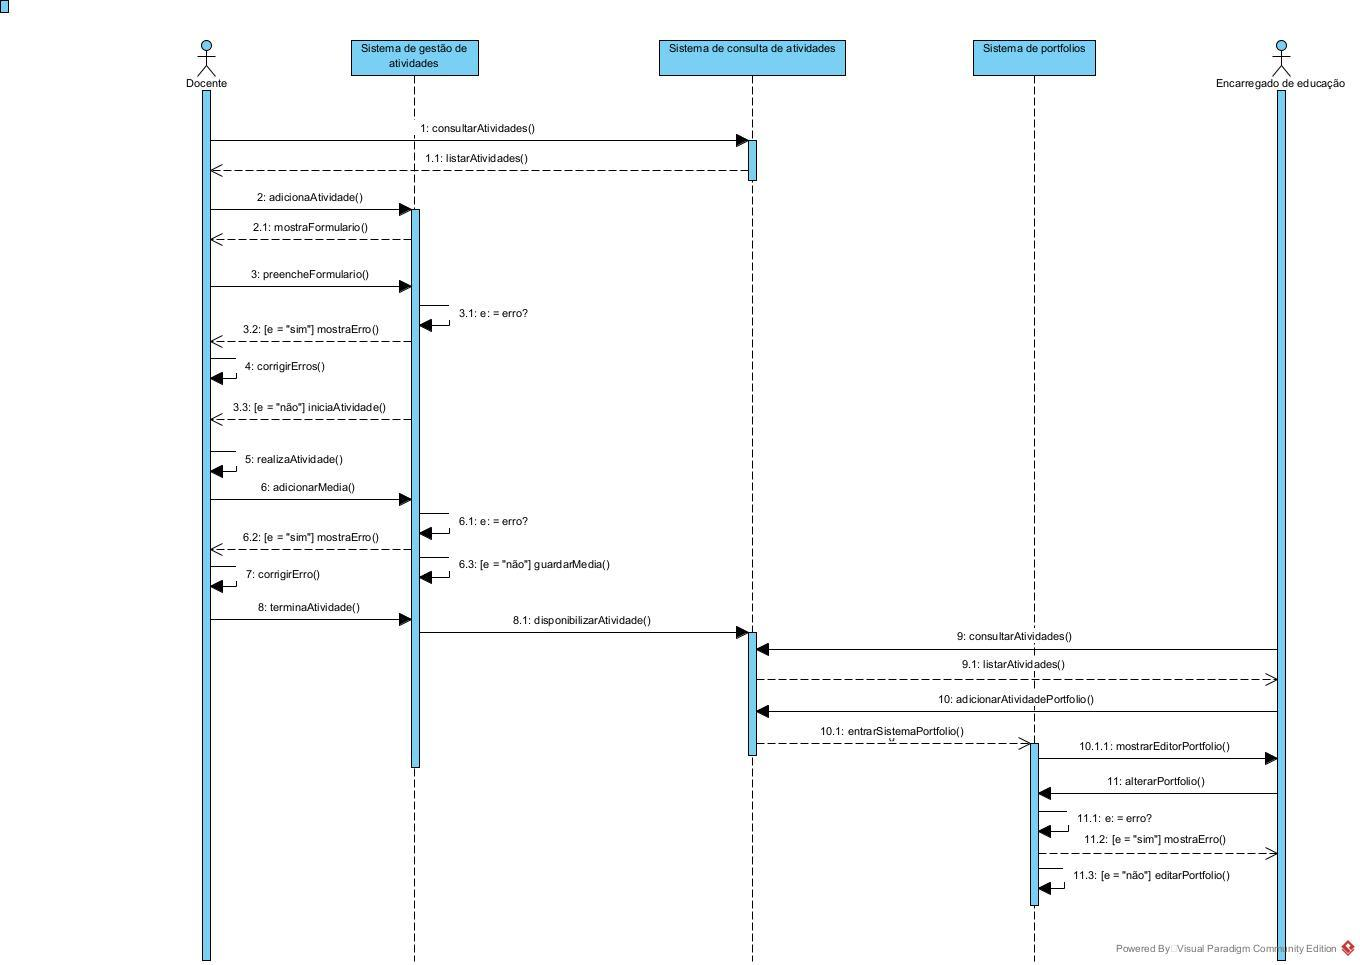 Sistema de gestão de
atividades
Sistema de consulta de atividades
Sistema de portfolios
Docente
Encarregado de educação
1: consultarAtividades()
1.1: listarAtividades()
2: adicionaAtividade()
2.1: mostraFormulario()
3: preencheFormulario()
3.1: e: = erro?
3.2: [e = "sim"] mostraErro()
4: corrigirErros()
3.3: [e = "não"] iniciaAtividade()
5: realizaAtividade()
6: adicionarMedia()
6.1: e: = erro?
6.2: [e = "sim"] mostraErro()
6.3: [e = "não"] guardarMedia()
7: corrigirErro()
8: terminaAtividade()
8.1: disponibilizarAtividade()
9: consultarAtividades()
9.1: listarAtividades()
10: adicionarAtividadePortfolio()
10.1: entrarSistemaPortfolio()
10.1.1: mostrarEditorPortfolio()
11: alterarPortfolio()
11.1: e: = erro?
11.2: [e = "sim"] mostraErro()
11.3: [e = "não"] editarPortfolio()
Powered By Visual Paradigm Community Edition